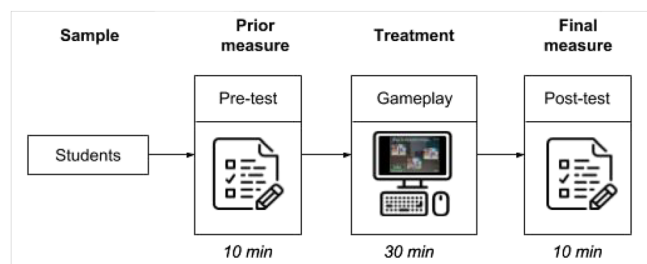 Sample
Prior
measure
Treatment
Final
measure
Pre-test
Gameplay
Post-test
Students
10 min
30 min
10 min